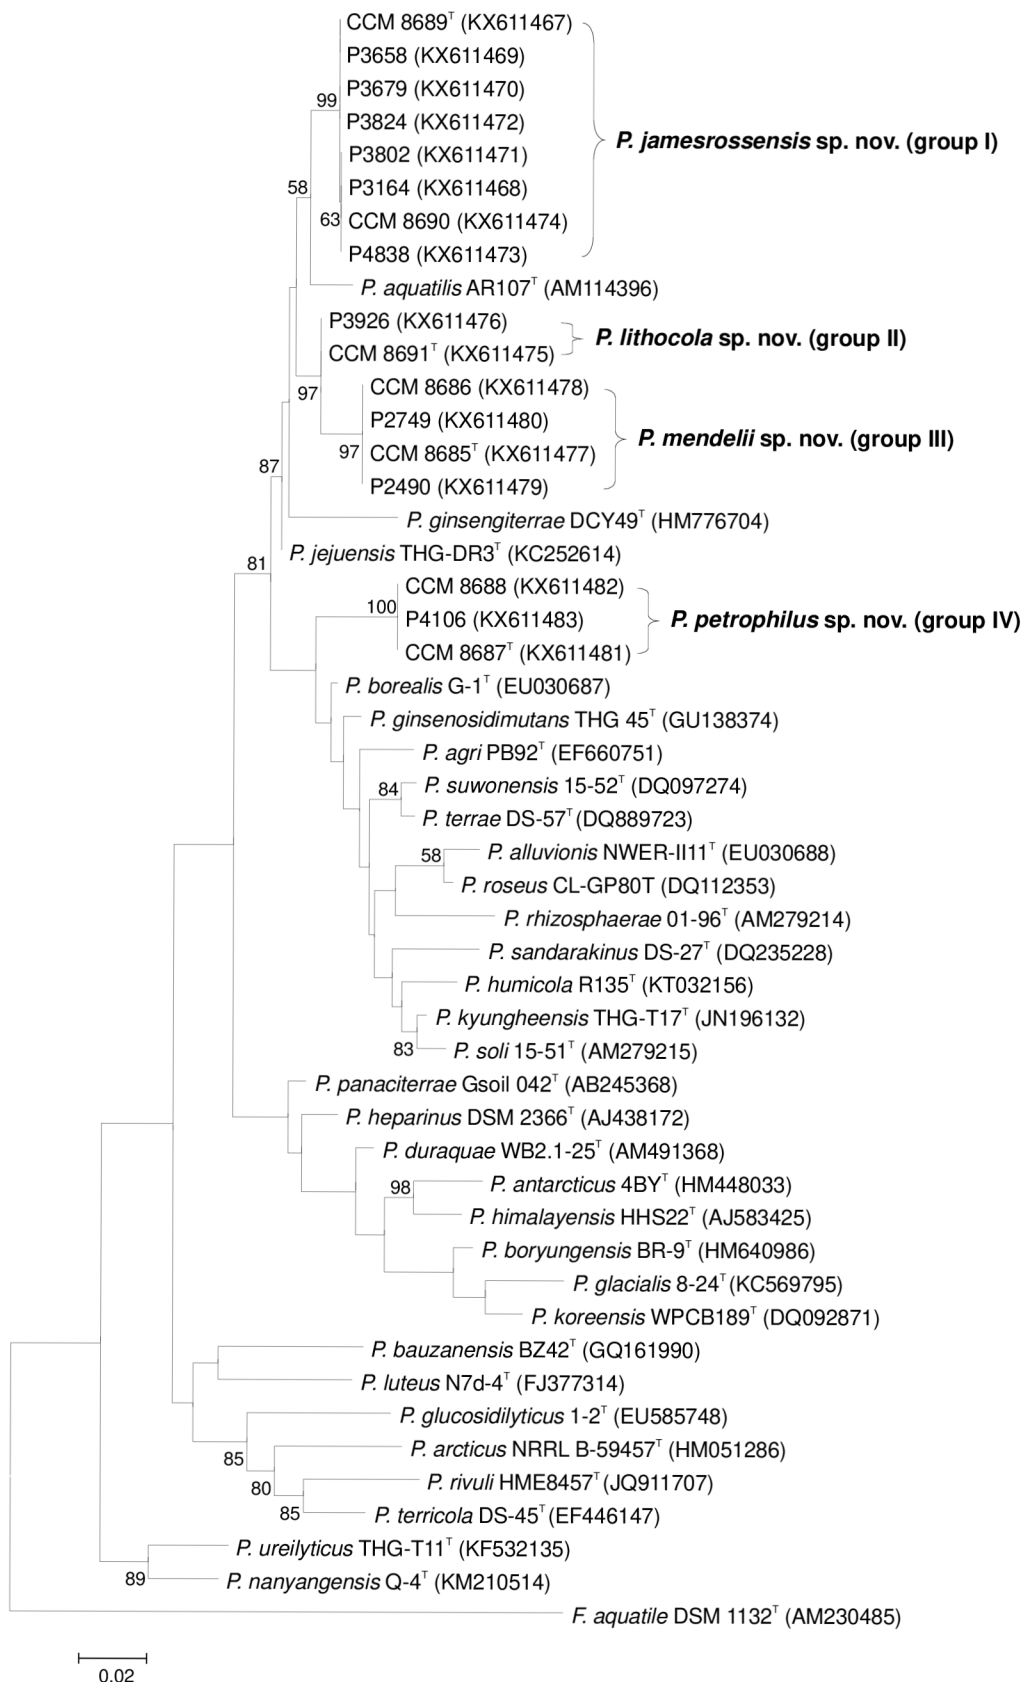 CCM 8689T (KX611467)
P3658 (KX611469)
P3679 (KX611470)
99
P3824 (KX611472)
P. jamesrossensis sp. nov. (group I)
P3802 (KX611471)
58
P3164 (KX611468)
63
CCM 8690 (KX611474)
P4838 (KX611473)
P. aquatilis AR107T (AM114396)
P3926 (KX611476)
P. lithocola sp. nov. (group II)
CCM 8691T (KX611475)
97
CCM 8686 (KX611478)
P2749 (KX611480)
P. mendelii sp. nov. (group III)
97
CCM 8685T (KX611477)
87
P2490 (KX611479)
P. ginsengiterrae DCY49T (HM776704)
P. jejuensis THG-DR3T (KC252614)
81
CCM 8688 (KX611482)
100
P4106 (KX611483)
P. petrophilus sp. nov. (group IV)
CCM 8687T (KX611481)
P. borealis G-1T (EU030687)
P. ginsenosidimutans THG 45T (GU138374)
P. agri PB92T (EF660751)
84
P. suwonensis 15-52T (DQ097274)
P. terrae DS-57T (DQ889723)
58
P. alluvionis NWER-II11T (EU030688)
P. roseus CL-GP80T (DQ112353)
P. rhizosphaerae 01-96T (AM279214)
P. sandarakinus DS-27T (DQ235228)
P. humicola R135T (KT032156)
P. kyungheensis THG-T17T (JN196132)
83
P. soli 15-51T (AM279215)
P. panaciterrae Gsoil 042T (AB245368)
P. heparinus DSM 2366T (AJ438172)
P. duraquae WB2.1-25T (AM491368)
98
P. antarcticus 4BYT (HM448033)
P. himalayensis HHS22T (AJ583425)
P. boryungensis BR-9T (HM640986)
P. glacialis 8-24T (KC569795)
P. koreensis WPCB189T (DQ092871)
P. bauzanensis BZ42T (GQ161990)
P. luteus N7d-4T (FJ377314)
P. glucosidilyticus 1-2T (EU585748)
85
P. arcticus NRRL B-59457T (HM051286)
80
P. rivuli HME8457T (JQ911707)
85
P. terricola DS-45T (EF446147)
P. ureilyticus THG-T11T (KF532135)
89
P. nanyangensis Q-4T (KM210514)
F. aquatile DSM 1132T (AM230485)
0.02